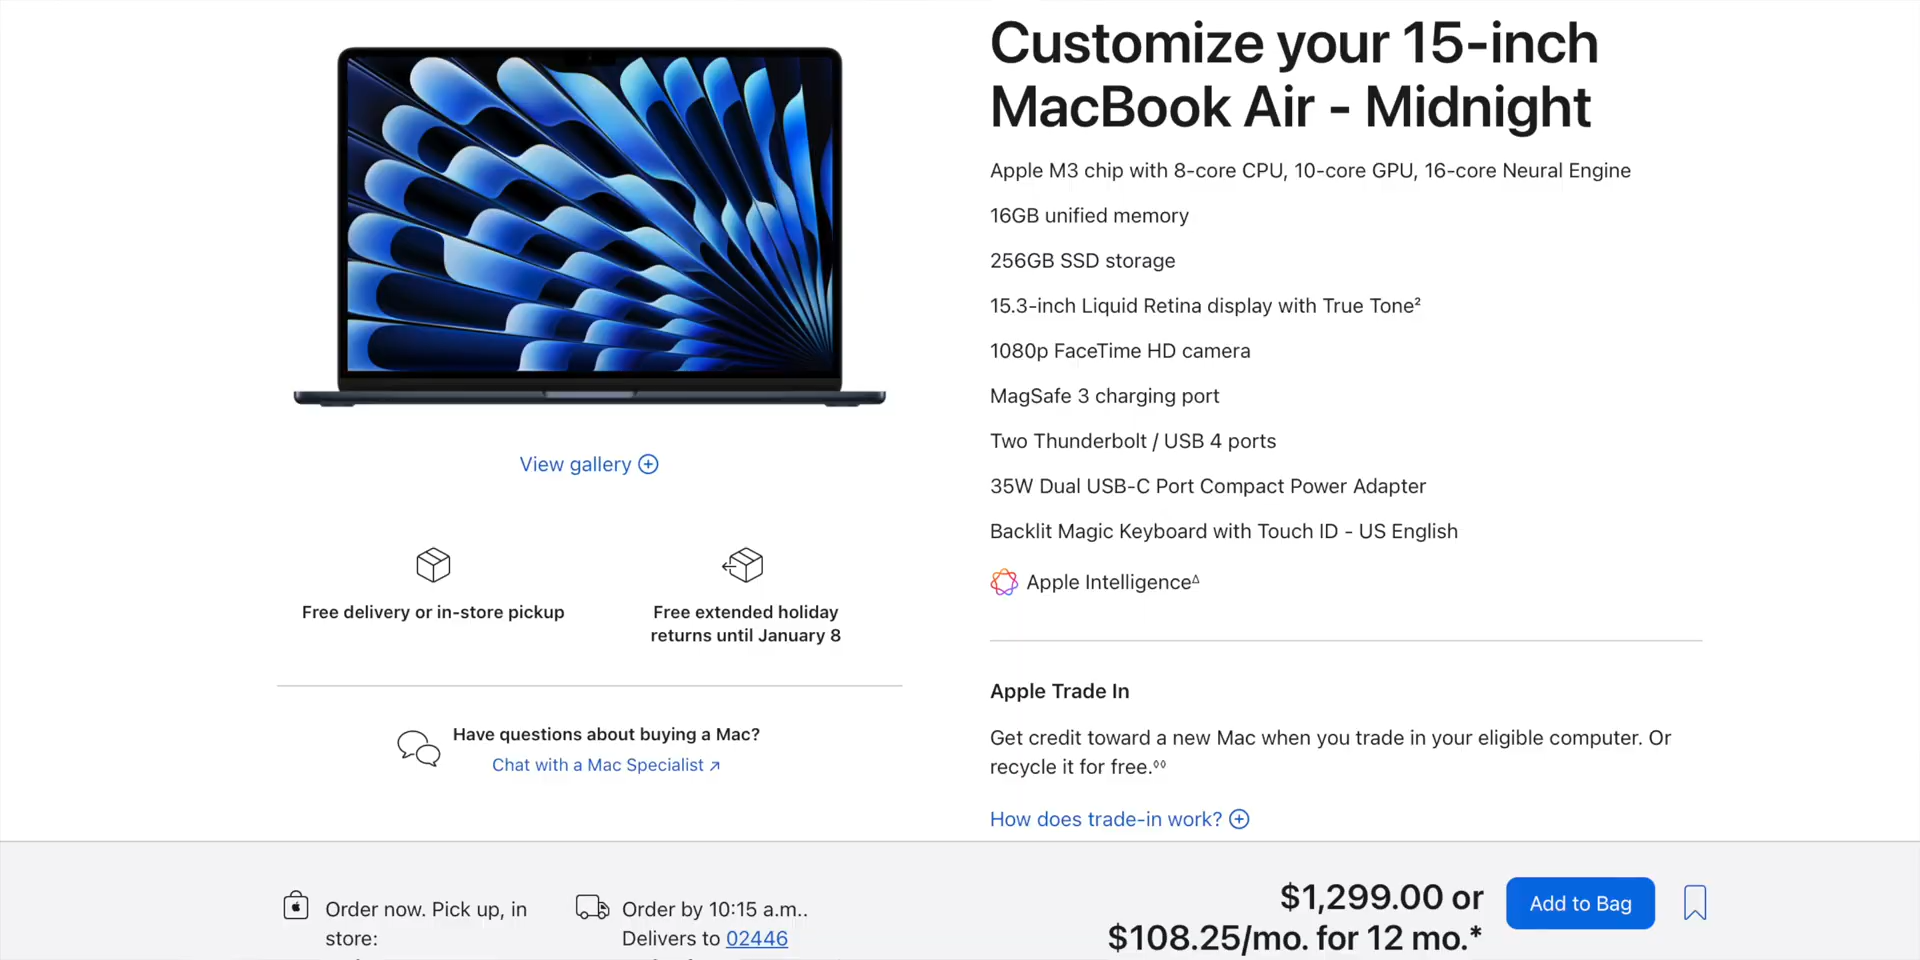 Customize your 15-inch
MacBook Air - Midnight
Apple M3 chip with 8-core CPU, 10-core GPU, 16-core Neural Engine
16GB unified memory
256GB SSD storage
15.3-inch Liquid Retina display with True Tone²
1080p FaceTime HD camera
MagSafe 3 charging port
Two Thunderbolt / USB 4 ports
35W Dual USB-C Port Compact Power Adapter
Backlit Magic Keyboard with Touch ID - US English
Apple Intelligence∆
View gallery
Free delivery or in-store pickup
Free extended holiday
returns until January 8
Have questions about buying a Mac?
Chat with a Mac Specialist ↗
Apple Trade In
Get credit toward a new Mac when you trade in your eligible computer. Or
recycle it for free.◊◊
How does trade-in work?
Order now. Pick up, in
store:
Order by 10:15 a.m..
Delivers to 02446
$1,299.00 or
$108.25/mo. for 12 mo.*
Add to Bag